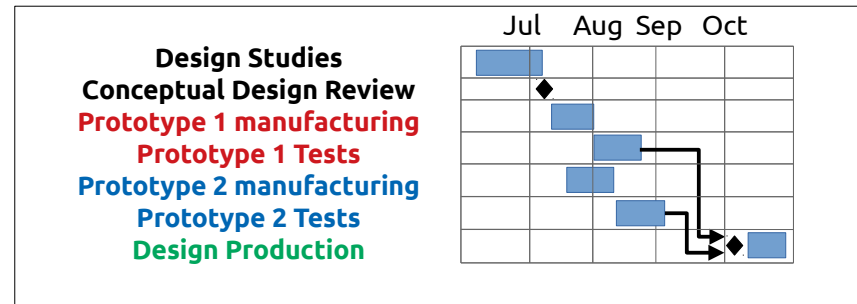 Jul Aug Sep Oct
Design Studies
Conceptual Design Review
Prototype 1 manufacturing
Prototype 1 Tests
Prototype 2 manufacturing
Prototype 2 Tests
Design Production